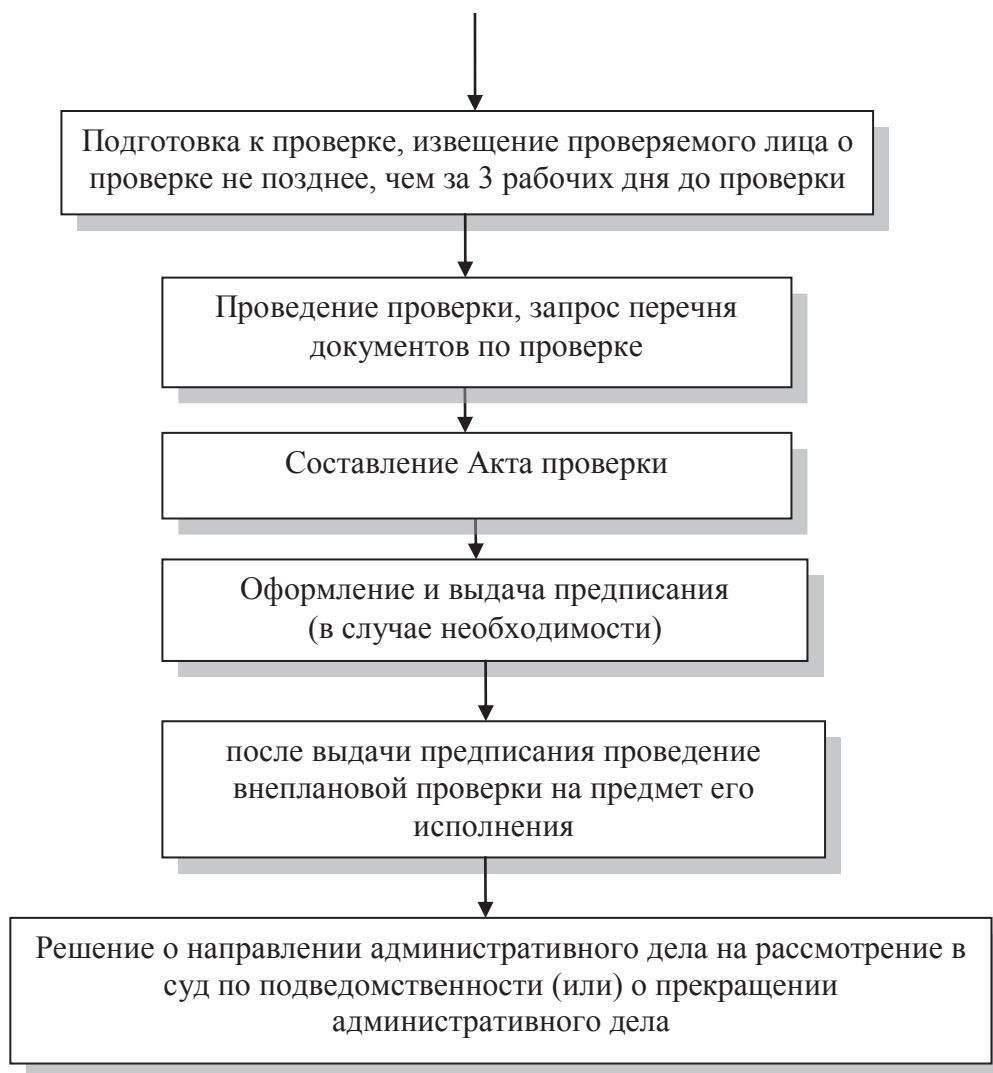 Подготовка к проверке, извещение проверяемого лица о
проверке не позднее, чем за 3 рабочих дня до проверки
Проведение проверки, запрос перечня
документов по проверке
Составление Акта проверки
Оформление и выдача предписания
(в случае необходимости)
после выдачи предписания проведение
внеплановой проверки на предмет его
исполнения
Решение о направлении административного дела на рассмотрение в
суд по подведомственности (или) о прекращении
административного дела